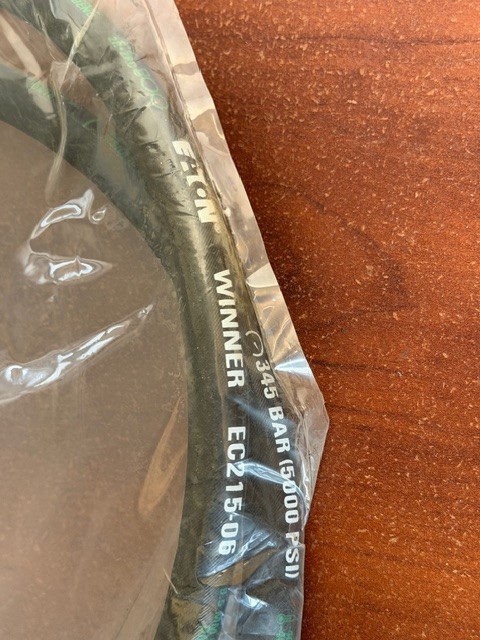 EATON WINNER EC215-06
345 BAR (5000 PSI)